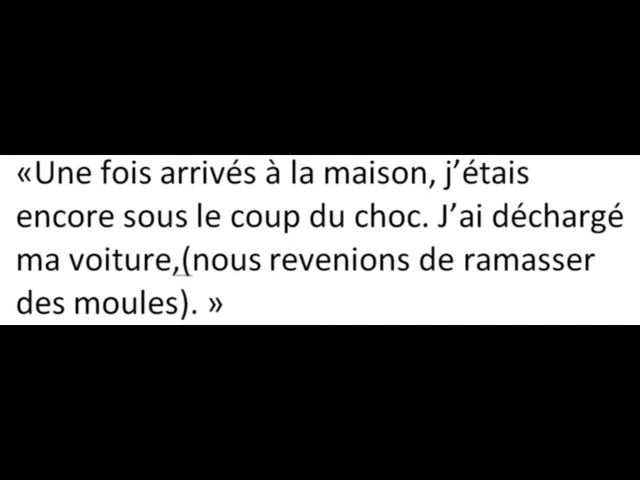 «Une fois arrivés à la maison, j’étais
encore sous le coup du choc. J’ai déchargé
ma voiture,(nous revenions de ramasser
des moules). »